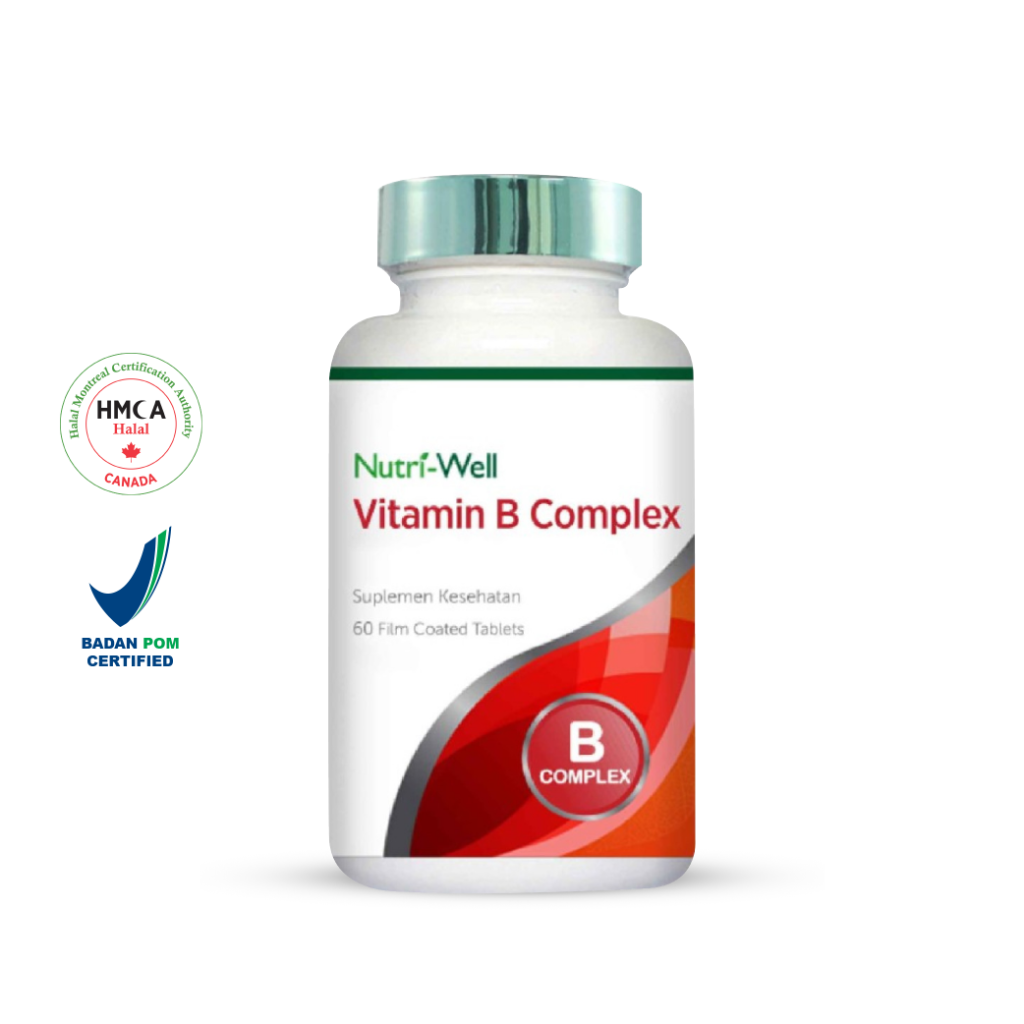 Halal Montreal Certification Authority
HMCA
Halal
CANADA
BADAN POM
CERTIFIED
Nutri-Well
Vitamin B Complex
Suplemen Kesehatan
60 Film Coated Tablets
B
COMPLEX